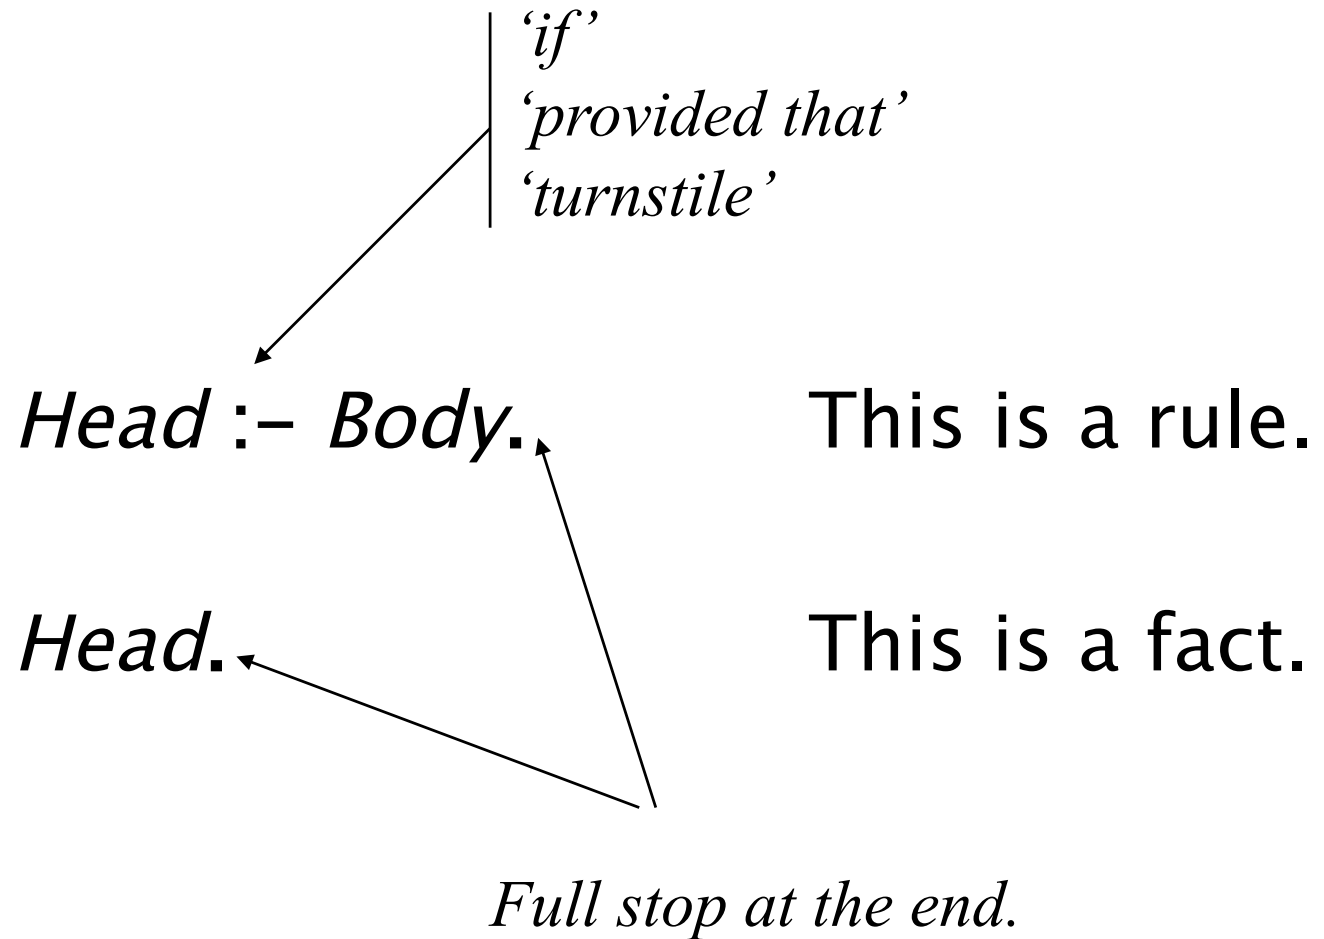 ‘if’
‘provided that’
‘turnstile’
Head :– Body. This is a rule.
Head. This is a fact.
Full stop at the end.